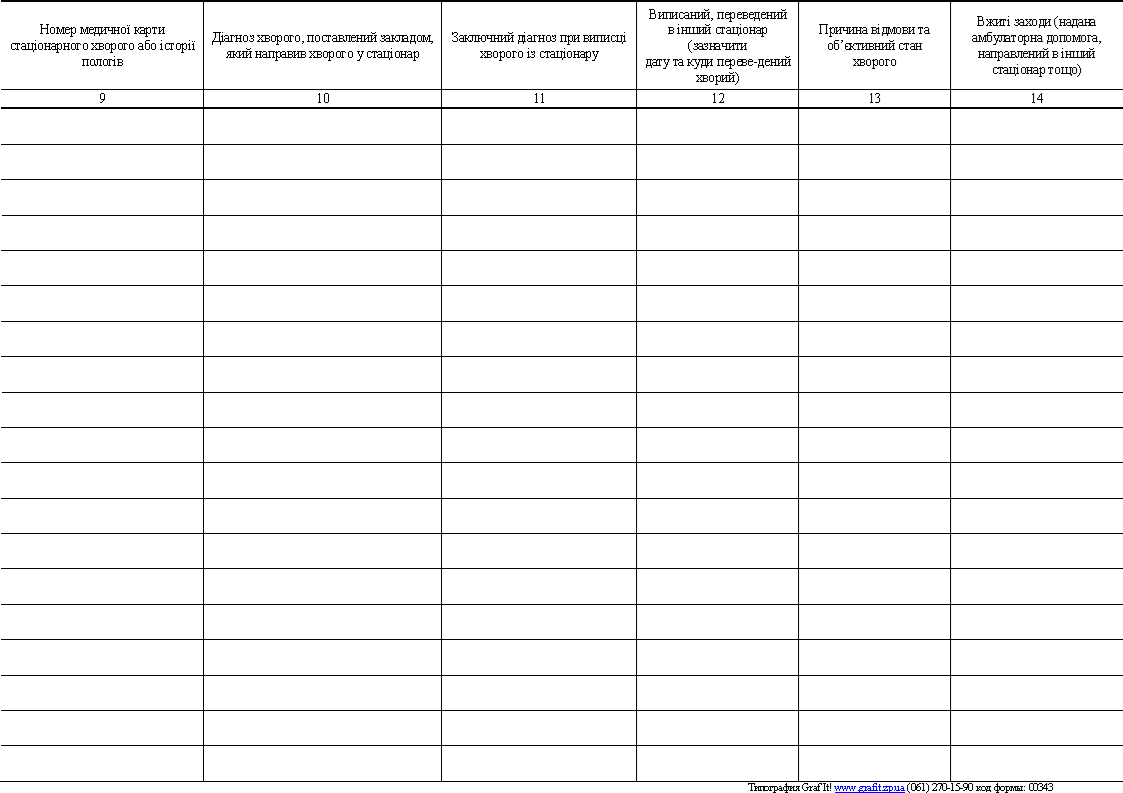 Номер медичної карти
стаціонарного хворого або історії
пологів
Діагноз хворого, поставлений закладом,
який направив хворого у стаціонар
Заключний діагноз при виписці
хворого із стаціонару
Виписаний, переведений
в інший стаціонар
(зазначити
дату та куди переве-дений
хворий)
Причина відмови та
об’єктивний стан
хворого
Вжиті заходи (надана
амбулаторна допомога,
направлений в інший
стаціонар тощо)
9
10
11
12
13
14
Типография Graf It! www.grafit.zp.ua (061) 270-15-90 код формы: 00343